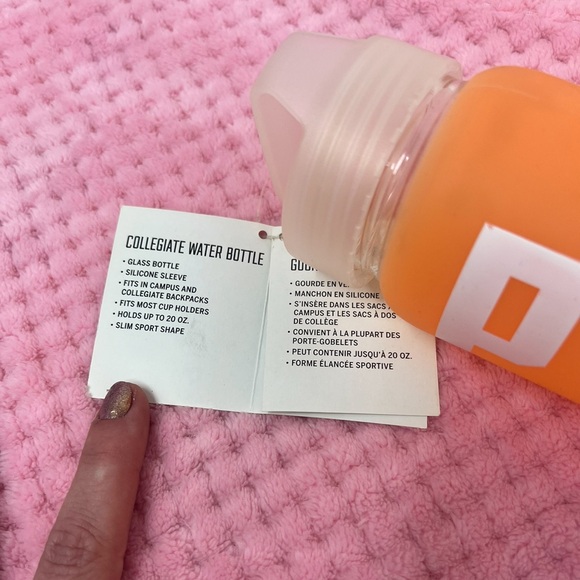 COLLEGIATE WATER BOTTLE
• GLASS BOTTLE
• SILICONE SLEEVE
• FITS IN CAMPUS AND
COLLEGIATE BACKPACKS
• FITS MOST CUP HOLDERS
• HOLDS UP TO 20 OZ.
• SLIM SPORT SHAPE
• GOURDE EN
• MANCHON EN SILICONE
• S'INSÈRE DANS LES SACS
CAMPUS ET LES SACS À DOS
DE COLLÈGE
• CONVIENT À LA PLUPART DES
PORTE-GOBELETS
• PEUT CONTENIR JUSQU'À 20 OZ.
• FORME ÉLANCÉE SPORTIVE
P